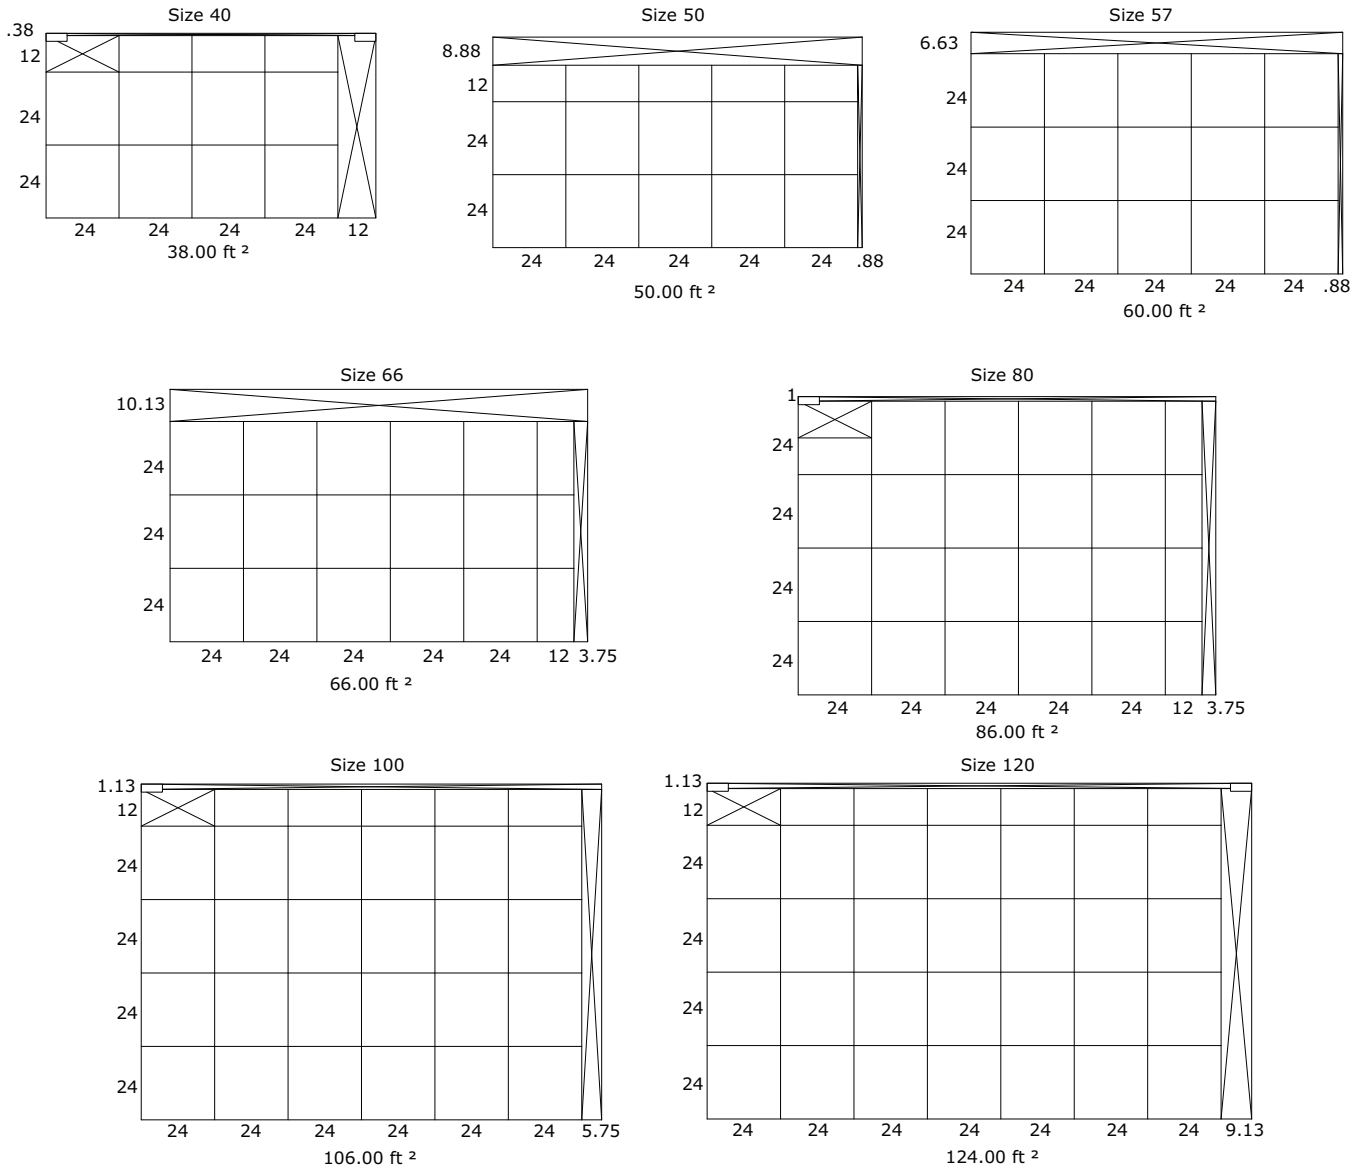 Size 40
.38
12
24
24
24 24 24 24 12
38.00 ft ²
Size 50
8.88
12
24
24
24 24 24 24 24 .88
50.00 ft ²
Size 57
6.63
24
24
24
24 24 24 24 24 .88
60.00 ft ²
Size 66
10.13
24
24
24
24 24 24 24 24 12 3.75
66.00 ft ²
Size 80
1
24
24
24
24
24 24 24 24 24 12 3.75
86.00 ft ²
Size 100
1.13
12
24
24
24
24
24 24 24 24 24 24 5.75
106.00 ft ²
Size 120
1.13
12
24
24
24
24
24 24 24 24 24 24 24 9.13
124.00 ft ²